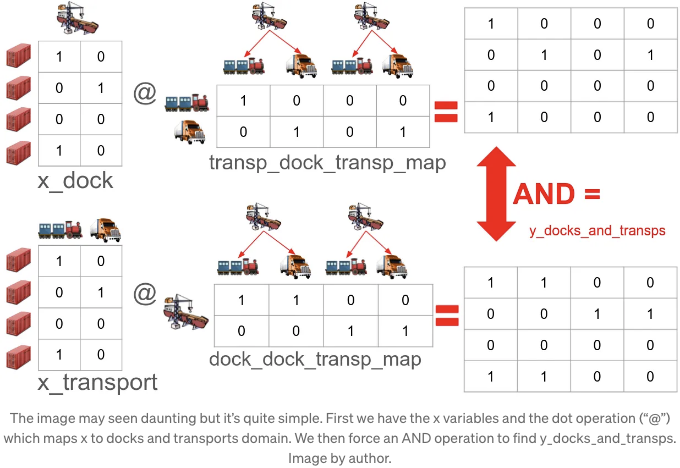 1 0
0 1
0 0
1 0
x_dock
@
1 0 0 0
0 1 0 1
transp_dock_transp_map
=
1 0 0 0
0 1 0 1
0 0 0 0
1 0 0 0
AND =
y_docks_and_transps
1 0
0 1
0 0
1 0
x_transport
@
1 1 0 0
0 0 1 1
dock_dock_transp_map
=
1 1 0 0
0 0 1 1
0 0 0 0
1 1 0 0
The image may seen daunting but it's quite simple. First we have the x variables and the dot operation (“@”)
which maps x to docks and transports domain. We then force an AND operation to find y_docks_and_transps.
Image by author.